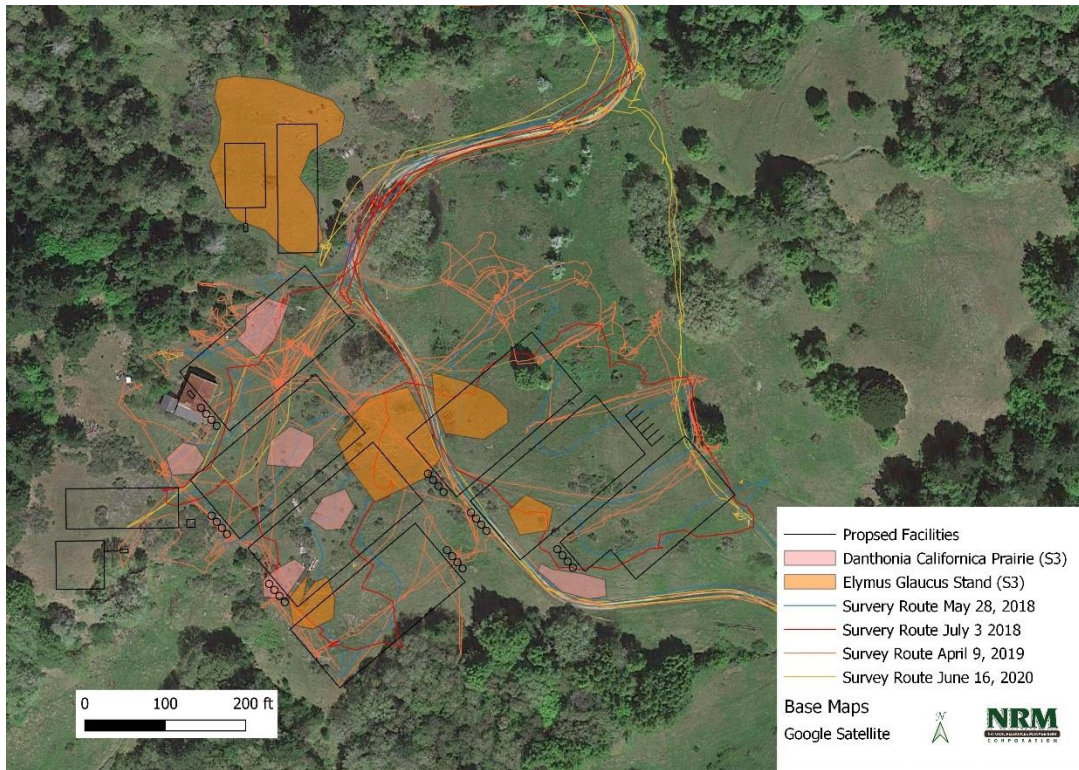 Propsed Facilities
Danthonia Californica Prairie (S3)
Elymus Glaucus Stand (S3)
Survery Route May 28, 2018
Survery Route July 3 2018
Survey Route April 9, 2019
Survey Route June 16, 2020
Base Maps
Google Satellite
N
NRM
CORPORATION
0 100 200 ft